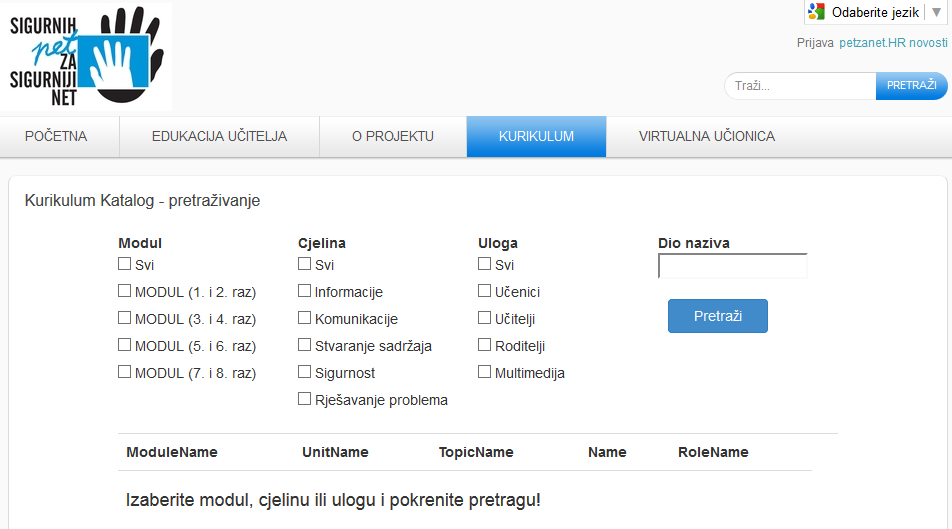 SIGURNIH
pet
ZA
SIGURNIJI
NET
Odaberite jezik
Prijava petzanet.HR novosti
Traži... PRETRAŽI
POČETNA EDUKACIJA UČITELJA O PROJEKTU KURIKULUM VIRTUALNA UČIONICA
Kurikulum Katalog - pretraživanje
Modul Cjelina Uloga Dio naziva
Svi Svi Svi
MODUL (1. i 2. raz) Informacije Učenici
MODUL (3. i 4. raz) Komunikacije Učitelji Pretraži
MODUL (5. i 6. raz) Stvaranje sadržaja Roditelji
MODUL (7. i 8. raz) Sigurnost Multimedija
Rješavanje problema
ModuleName UnitName TopicName Name RoleName
Izaberite modul, cjelinu ili ulogu i pokrenite pretragu!